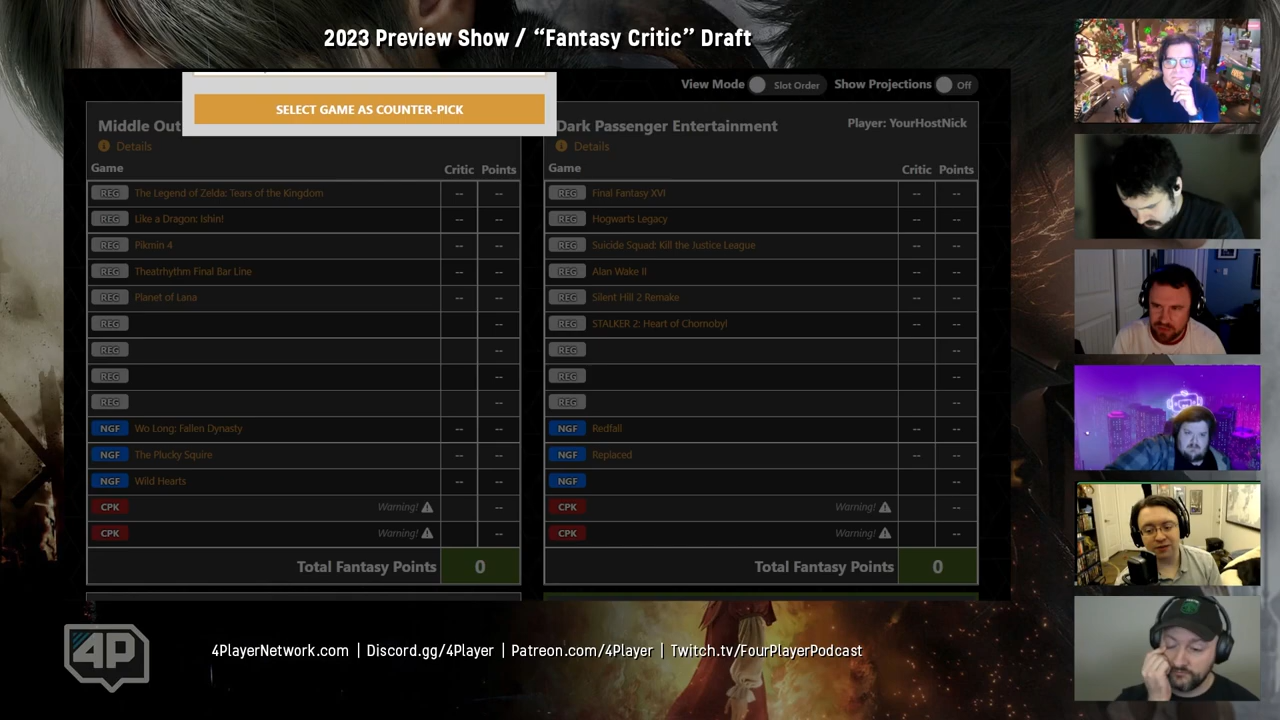 2023 Preview Show / “Fantasy Critic” Draft
SELECT GAME AS COUNTER-PICK
View Mode Slot Order Show Projections Off
Middle Out
Details
Game Critic Points
REG The Legend of Zelda: Tears of the Kingdom -- --
REG Like a Dragon: Ishin! -- --
REG Pikmin 4 -- --
REG Theatrhythm Final Bar Line -- --
REG Planet of Lana -- --
REG --
REG --
REG --
REG --
NGF Wo Long: Fallen Dynasty -- --
NGF The Plucky Squire -- --
NGF Wild Hearts -- --
CPK Warning! --
CPK Warning! --
Total Fantasy Points 0
Dark Passenger Entertainment Player: YourHostNick
Details
Game Critic Points
REG Final Fantasy XVI -- --
REG Hogwarts Legacy -- --
REG Suicide Squad: Kill the Justice League -- --
REG Alan Wake II -- --
REG Silent Hill 2 Remake -- --
REG STALKER 2: Heart of Chornobyl -- --
REG --
REG --
REG --
NGF Redfall -- --
NGF Replaced -- --
NGF --
CPK Warning! --
CPK Warning! --
Total Fantasy Points 0
4P
4PlayerNetwork.com | Discord.gg/4Player | Patreon.com/4Player | Twitch.tv/FourPlayerPodcast